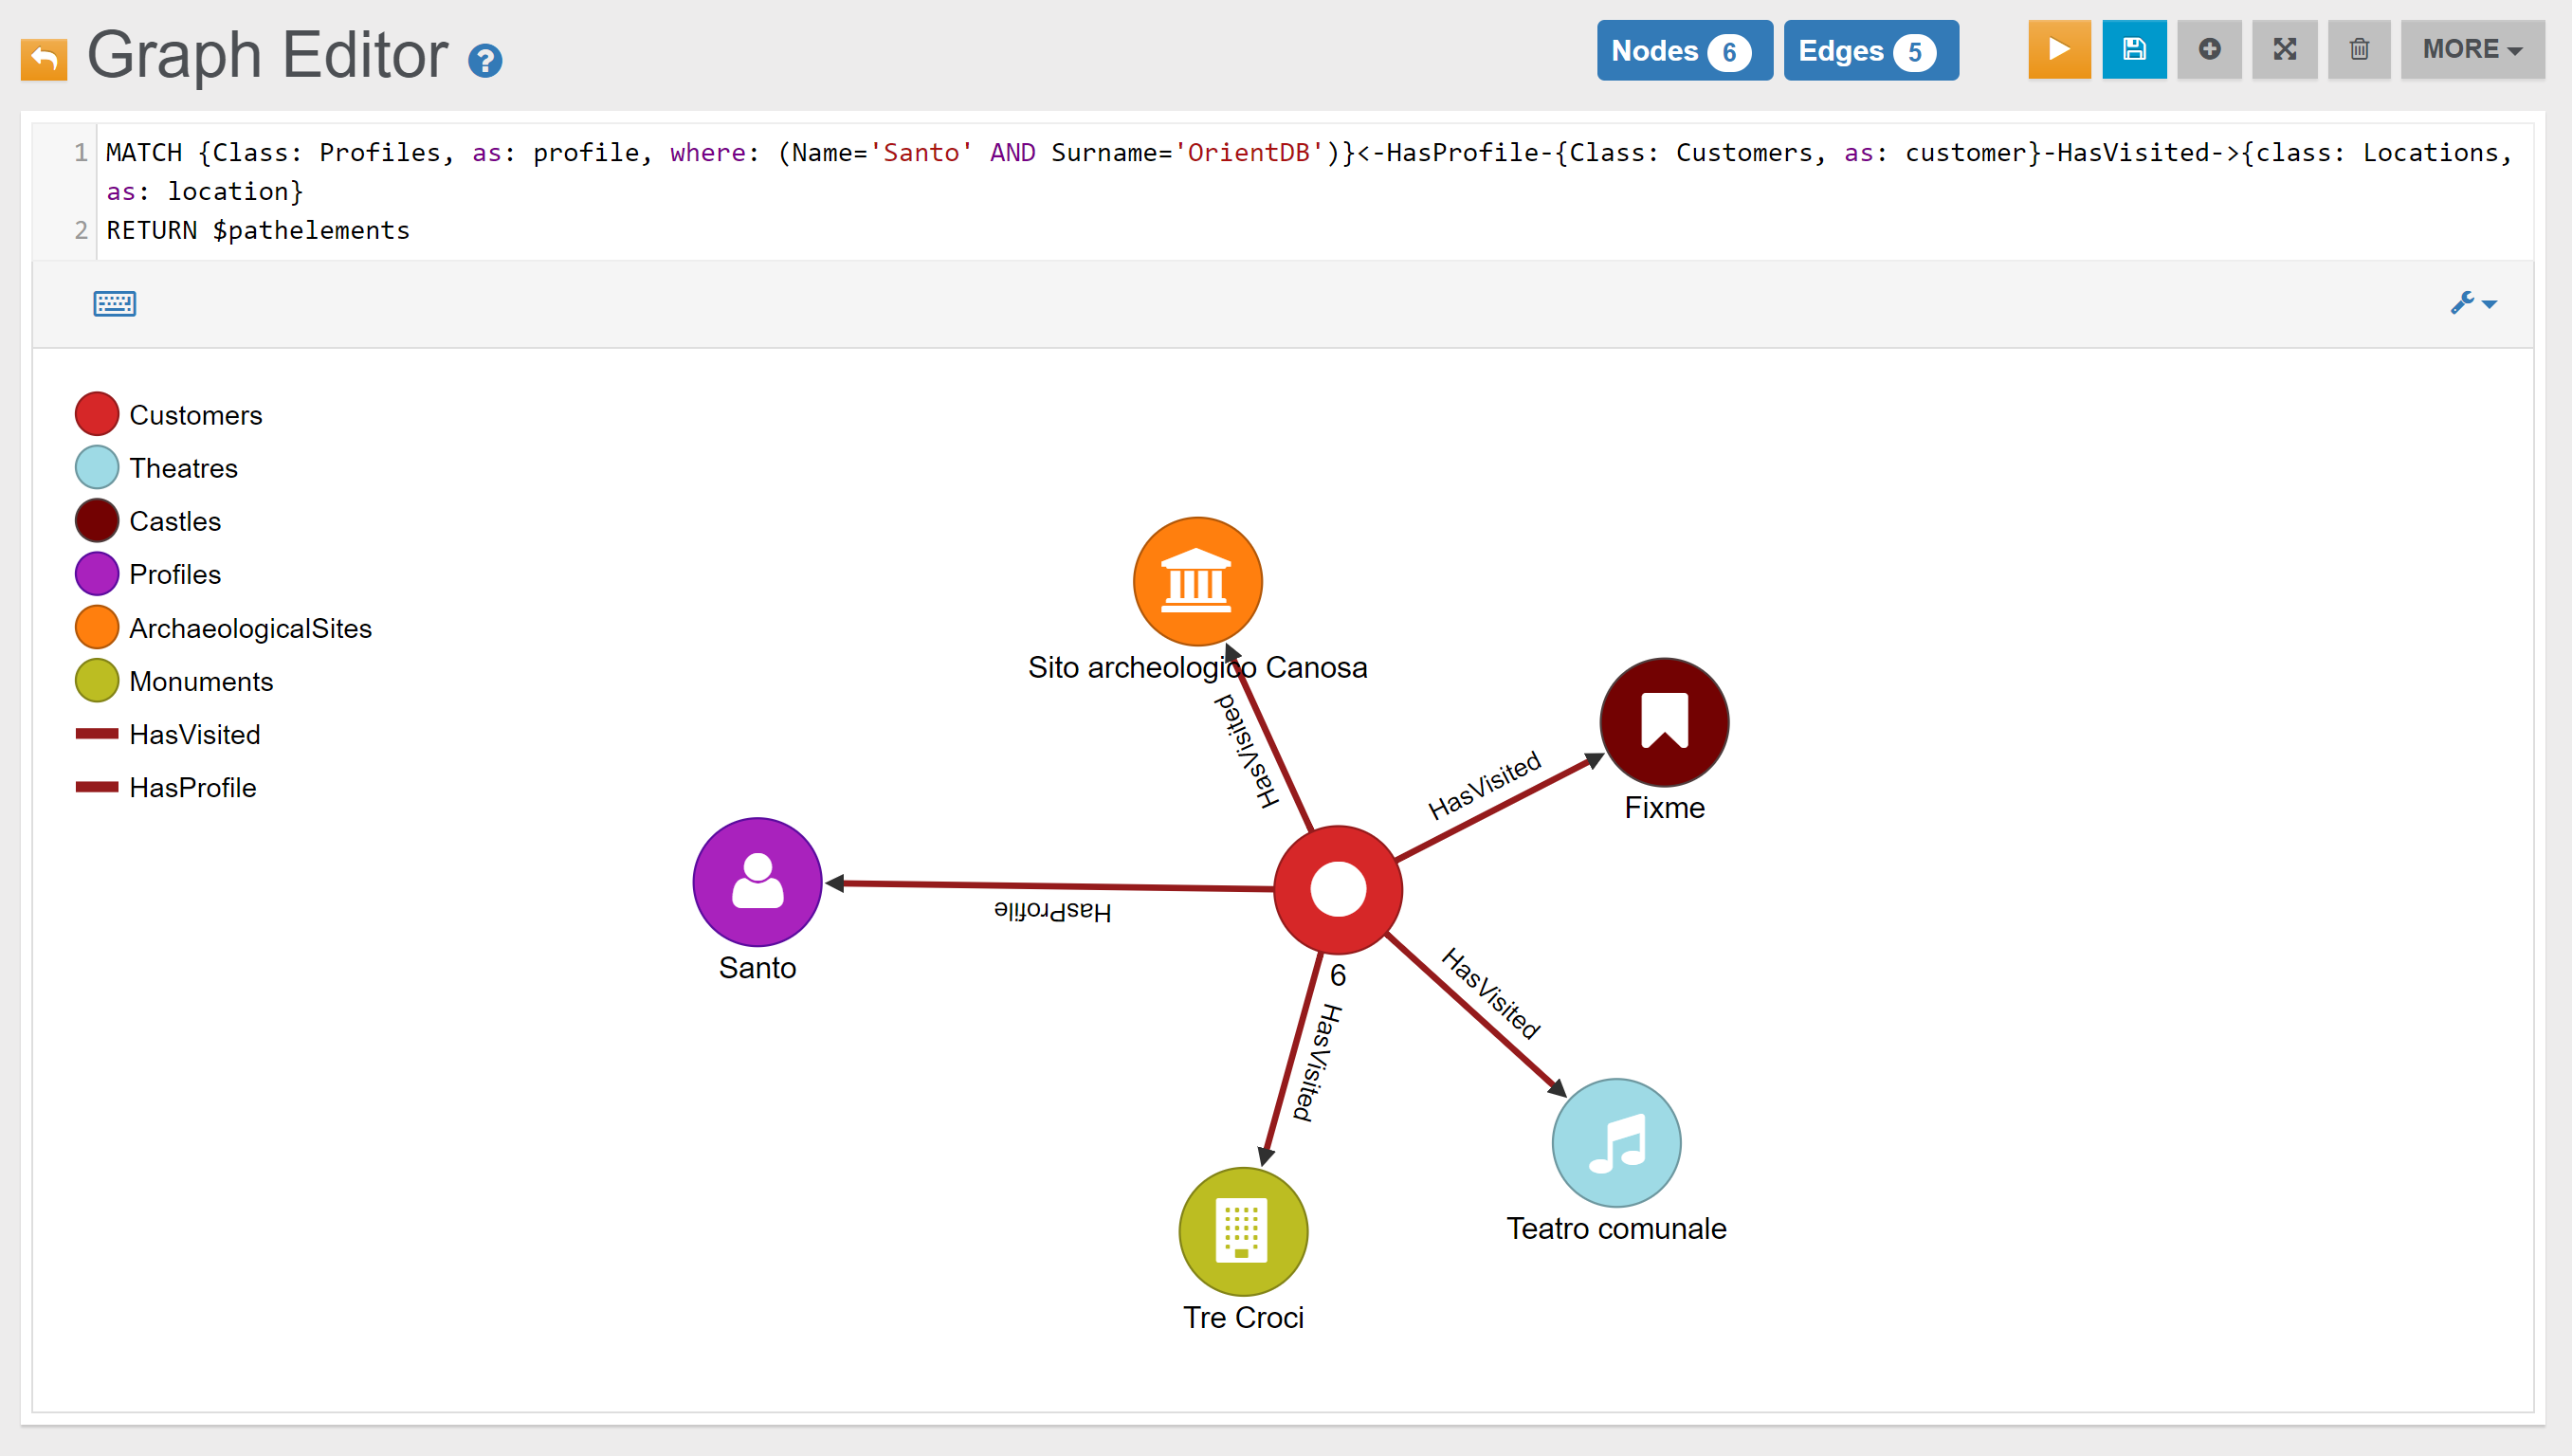 Graph Editor ?
Nodes 6
Edges 5
MORE
1 MATCH {Class: Profiles, as: profile, where: (Name='Santo' AND Surname='OrientDB')}<-HasProfile-{Class: Customers, as: customer}-HasVisited->{class: Locations,
as: location}
2 RETURN $pathelements
Customers
Theatres
Castles
Profiles
ArchaeologicalSites
Monuments
HasVisited
HasProfile
Sito archeologico Canosa
HasVisited
HasVisited
Fixme
HasProfile
Santo
6
HasVisited
HasVisited
Teatro comunale
Tre Croci